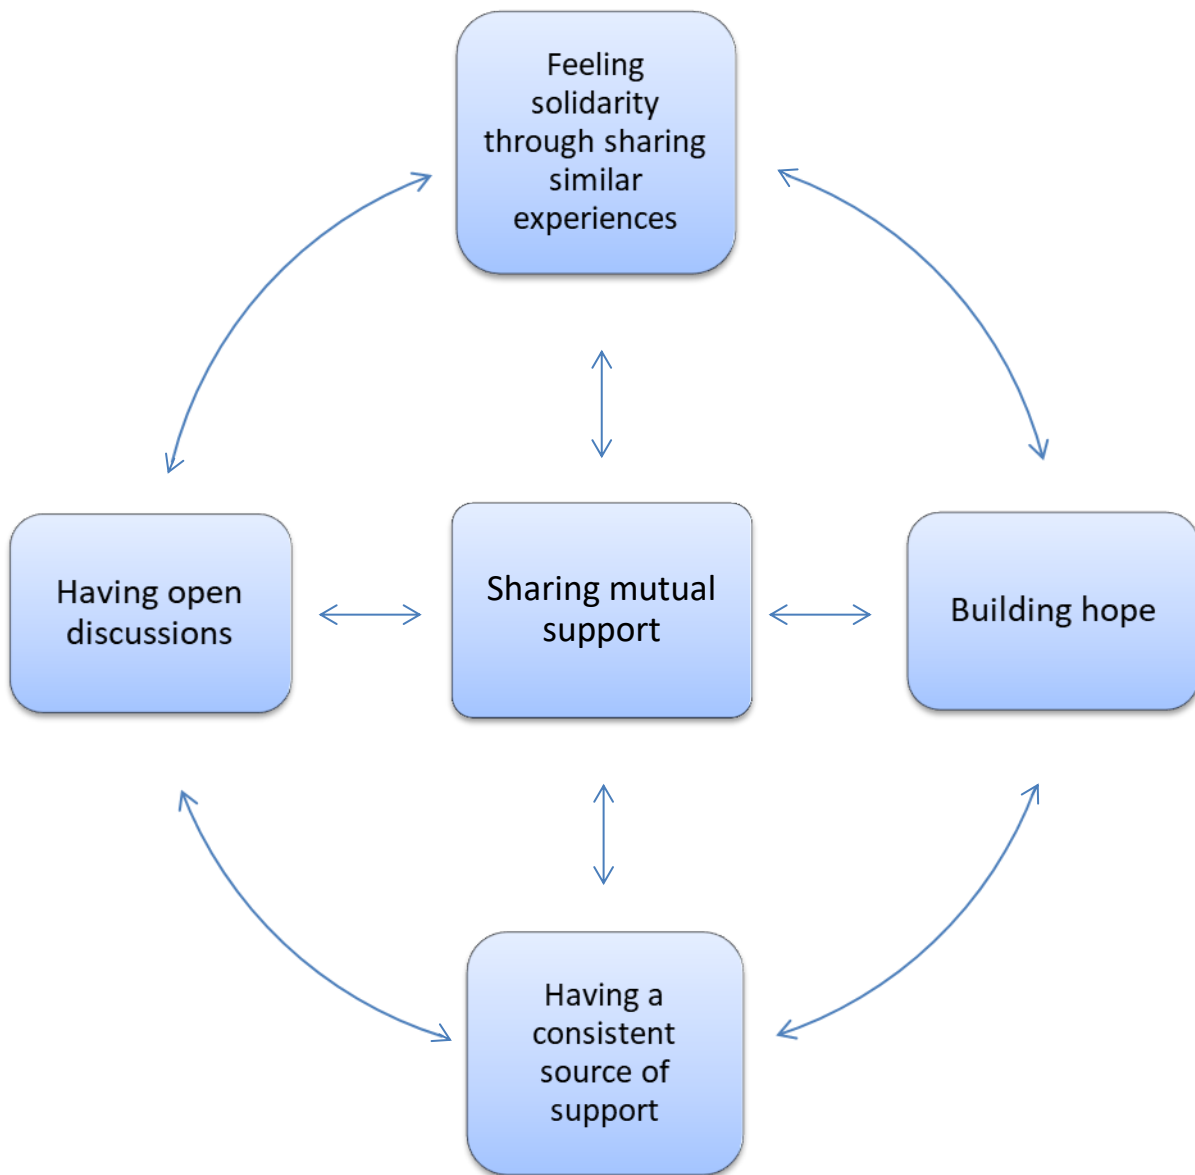 Feeling
solidarity
through sharing
similar
experiences
Having open
discussions
Sharing mutual
support
Building hope
Having a
consistent
source of
support